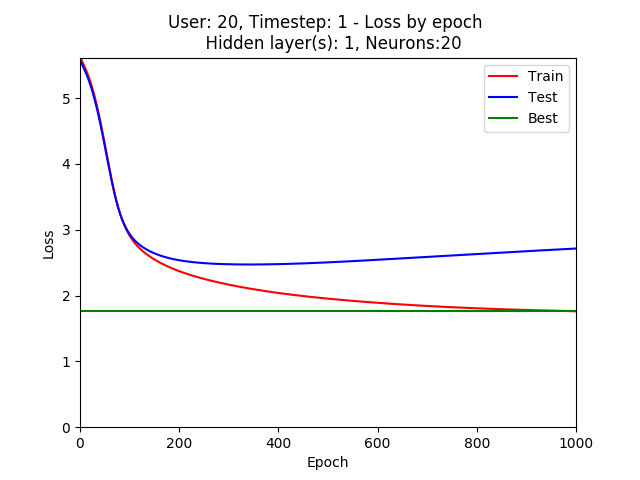 User: 20, Timestep: 1 - Loss by epoch
Hidden layer(s): 1, Neurons:20
Train
Test
Best
5
4
3
2
1
0
Loss
0 200 400 600 800 1000
Epoch